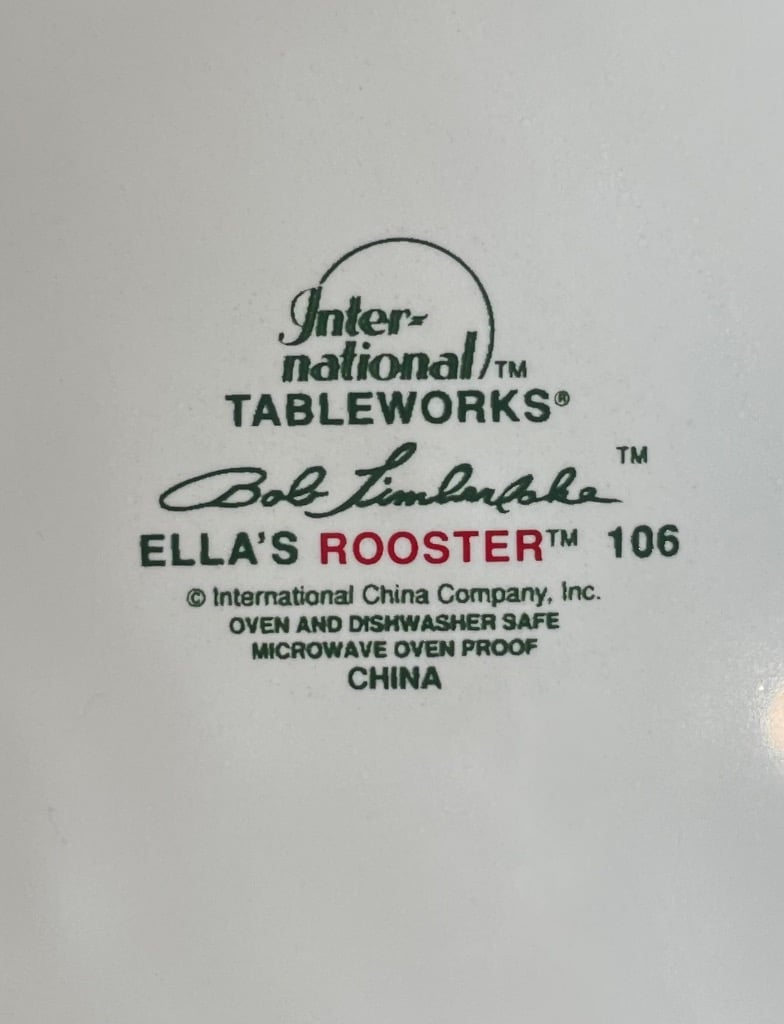 Inter-
national™
TABLEWORKS®
Bob Timberlake™
ELLA'S ROOSTER™ 106
© International China Company, Inc.
OVEN AND DISHWASHER SAFE
MICROWAVE OVEN PROOF
CHINA